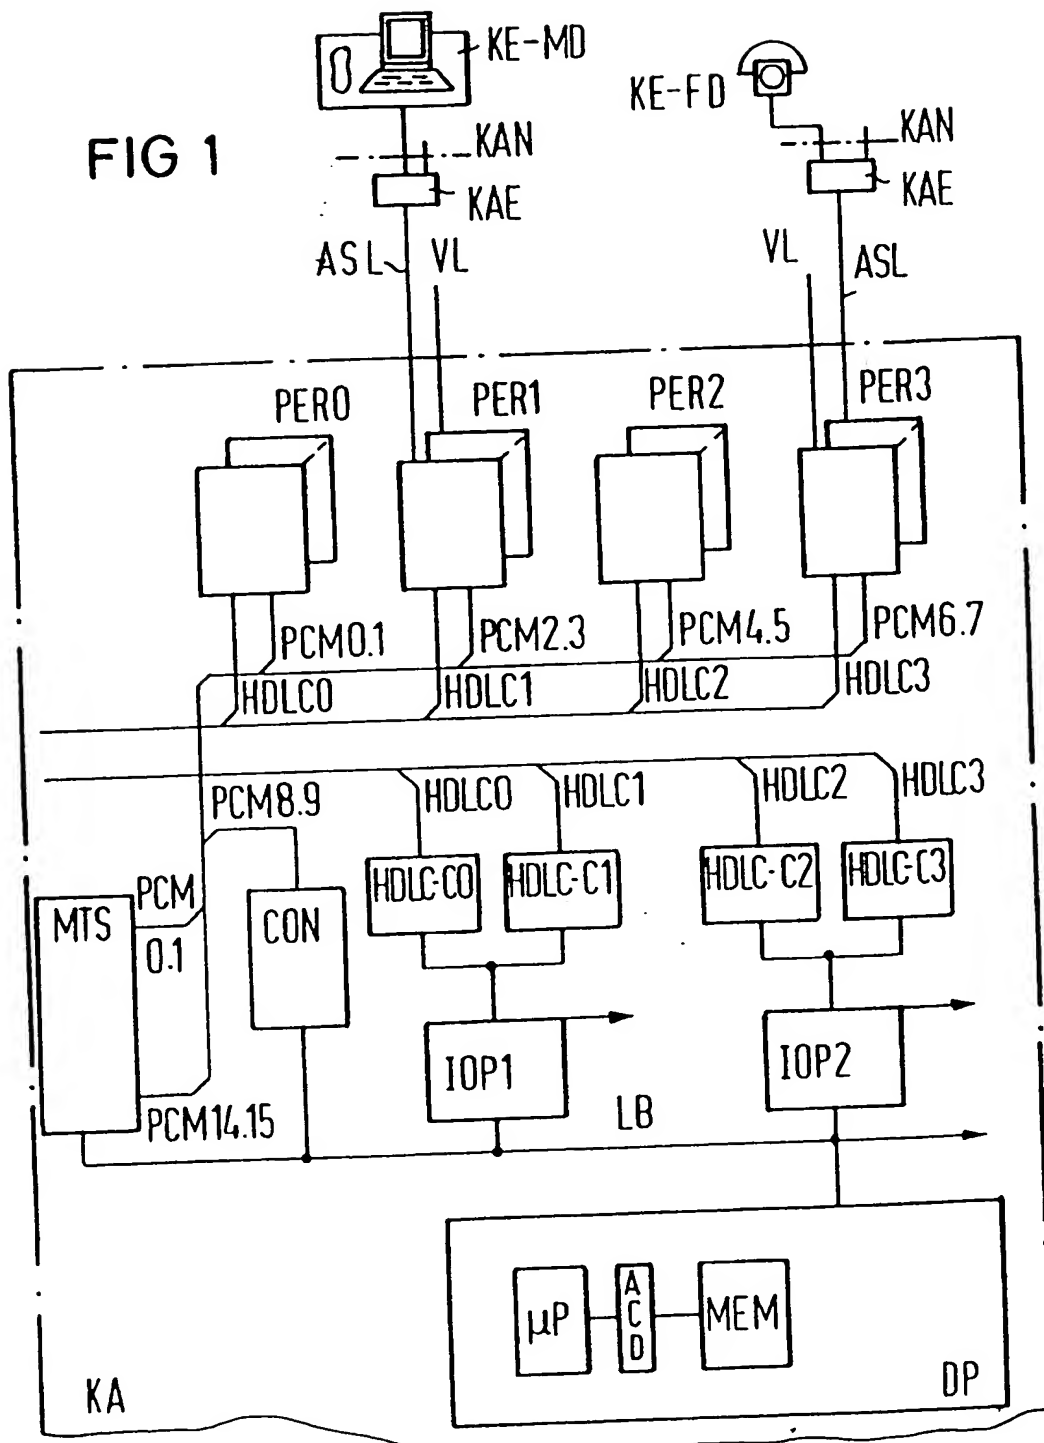 KE-MD
KE-FD
FIG 1
KAN
KAN
KAE
KAE
ASL
VL
VL
ASL
PER0
PER1
PER2
PER3
PCM0.1
PCM2.3
PCM4.5
PCM6.7
HDLC0
HDLC1
HDLC2
HDLC3
PCM8.9
HDLC0
HDLC1
HDLC2
HDLC3
HDLC-C0
HDLC-C1
HDLC-C2
HDLC-C3
MTS
PCM
0.1
CON
IOP1
IOP2
PCM14.15
LB
µP
ACD
MEM
KA
DP